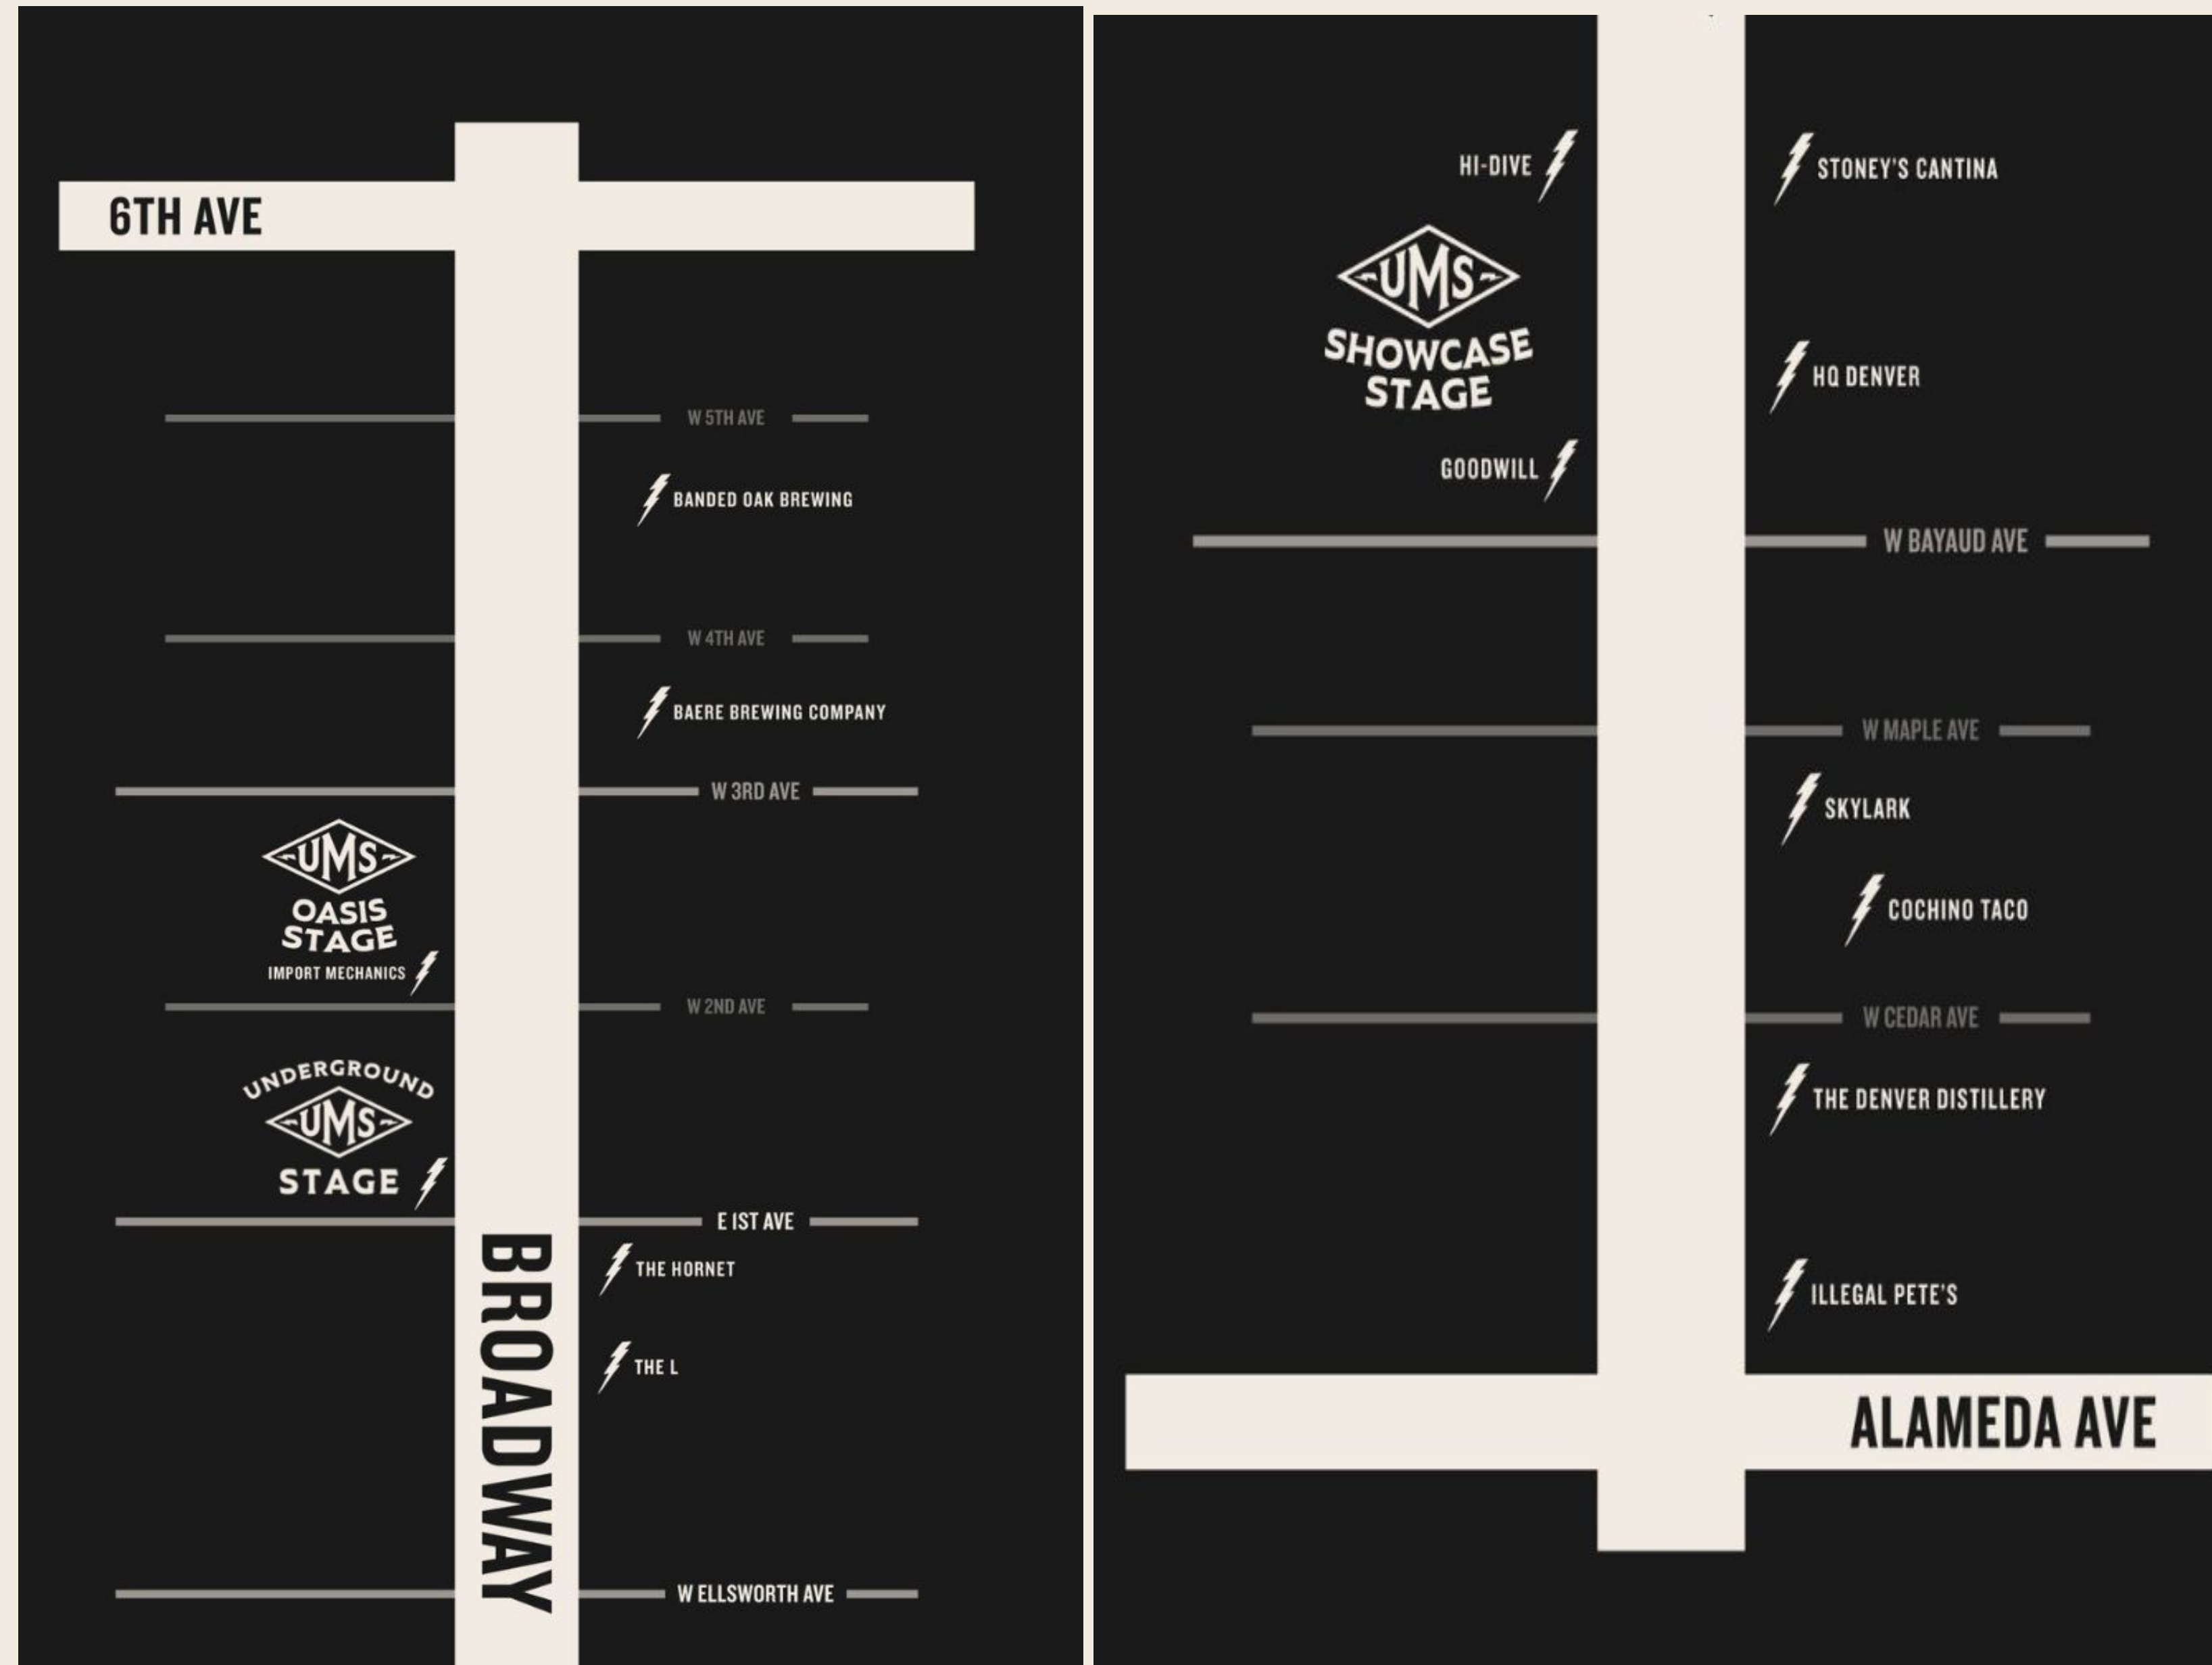 6TH AVE
W 5TH AVE
BANDED OAK BREWING
W 4TH AVE
BAERE BREWING COMPANY
W 3RD AVE
UMS
OASIS
STAGE
IMPORT MECHANICS
W 2ND AVE
UNDERGROUND
UMS
STAGE
E 1ST AVE
THE HORNET
THE L
BROADWAY
W ELLSWORTH AVE
HI-DIVE
STONEY'S CANTINA
UMS
SHOWCASE
STAGE
HQ DENVER
GOODWILL
W BAYAUD AVE
W MAPLE AVE
SKYLARK
COCHINO TACO
W CEDAR AVE
THE DENVER DISTILLERY
ILLEGAL PETE'S
ALAMEDA AVE